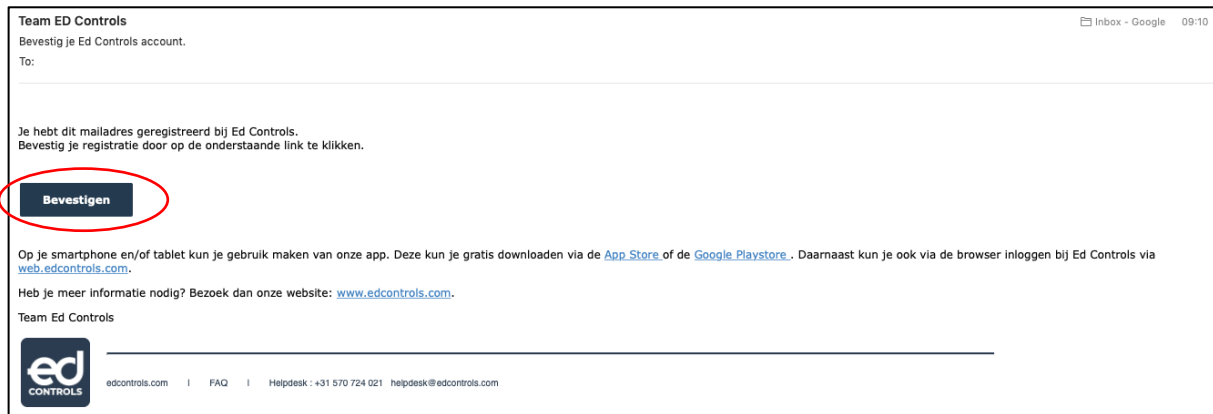 Team ED Controls
Inbox - Google 09:10
Bevestig je Ed Controls account.
To:
Je hebt dit mailadres geregistreerd bij Ed Controls.
Bevestig je registratie door op de onderstaande link te klikken.
Bevestigen
Op je smartphone en/of tablet kun je gebruik maken van onze app. Deze kun je gratis downloaden via de App Store of de Google Playstore . Daarnaast kun je ook via de browser inloggen bij Ed Controls via
web.edcontrols.com.
Heb je meer informatie nodig? Bezoek dan onze website: www.edcontrols.com.
Team Ed Controls
ed
CONTROLS
edcontrols.com I FAQ I Helpdesk : +31 570 724 021 helpdesk@edcontrols.com